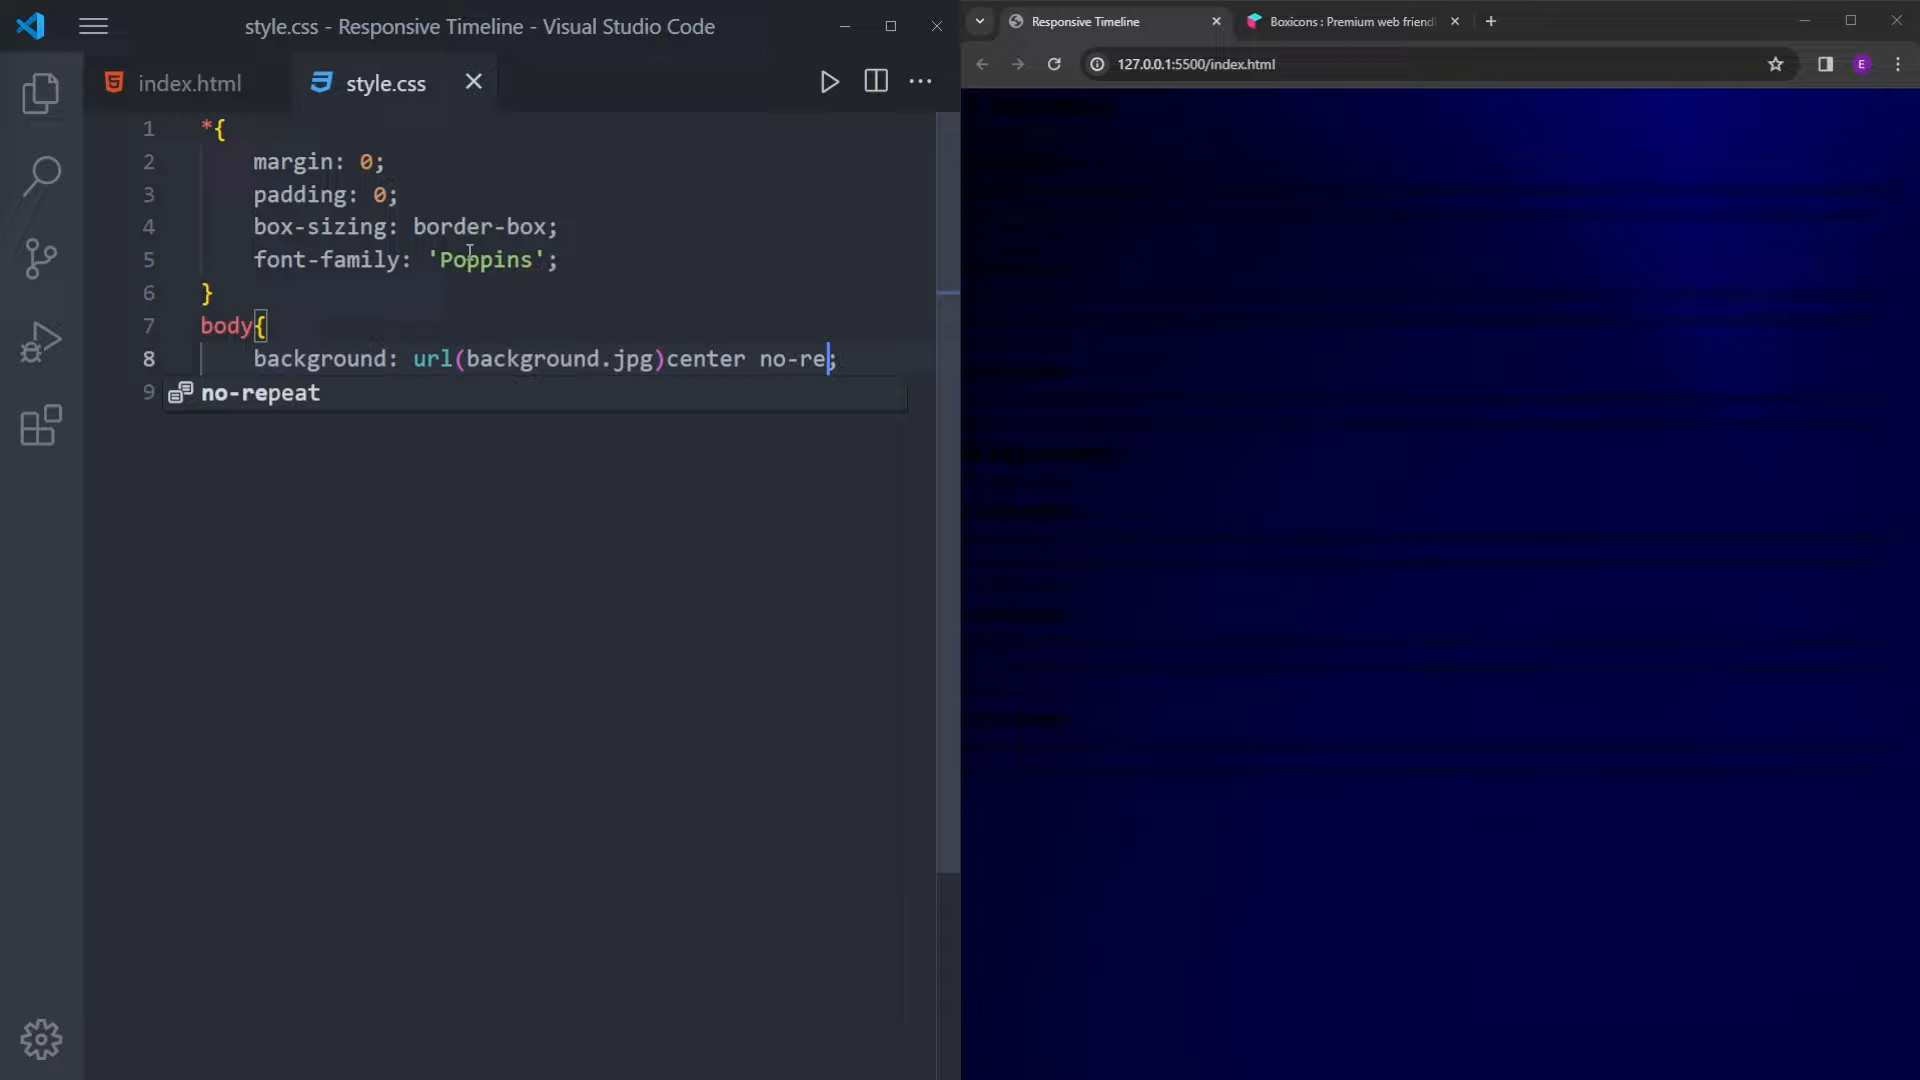 style.css - Responsive Timeline - Visual Studio Code
index.html
style.css
1 *{
2 margin: 0;
3 padding: 0;
4 box-sizing: border-box;
5 font-family: 'Poppins';
6 }
7 body{
8 background: url(background.jpg)center no-re;
9
no-repeat
Responsive Timeline
Boxicons : Premium web friend
127.0.0.1:5500/index.html
E